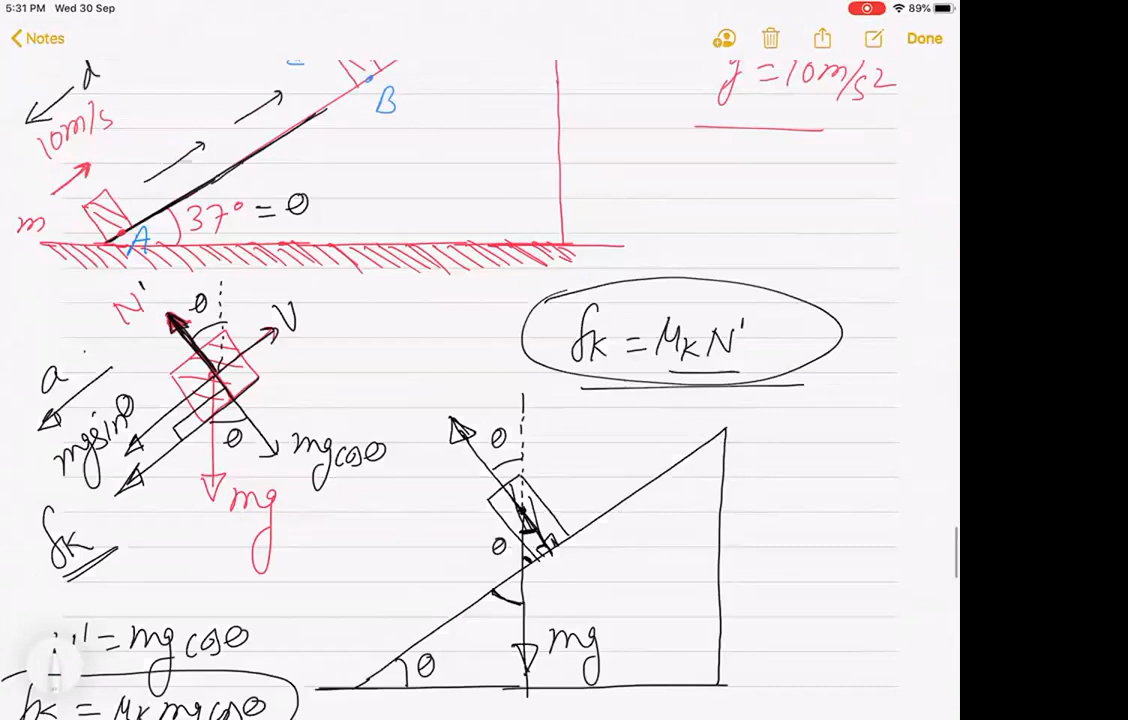 5:31 PM Wed 30 Sep
89%
Notes
Done
d
10m/s
m
A
B
37° = θ
g = 10m/s2
N'
θ
V
a
mg sinθ
θ
mg cosθ
mg
fK
fK = μK N'
θ
θ
mg
θ
N' = mg cosθ
fK = μK mg cosθ